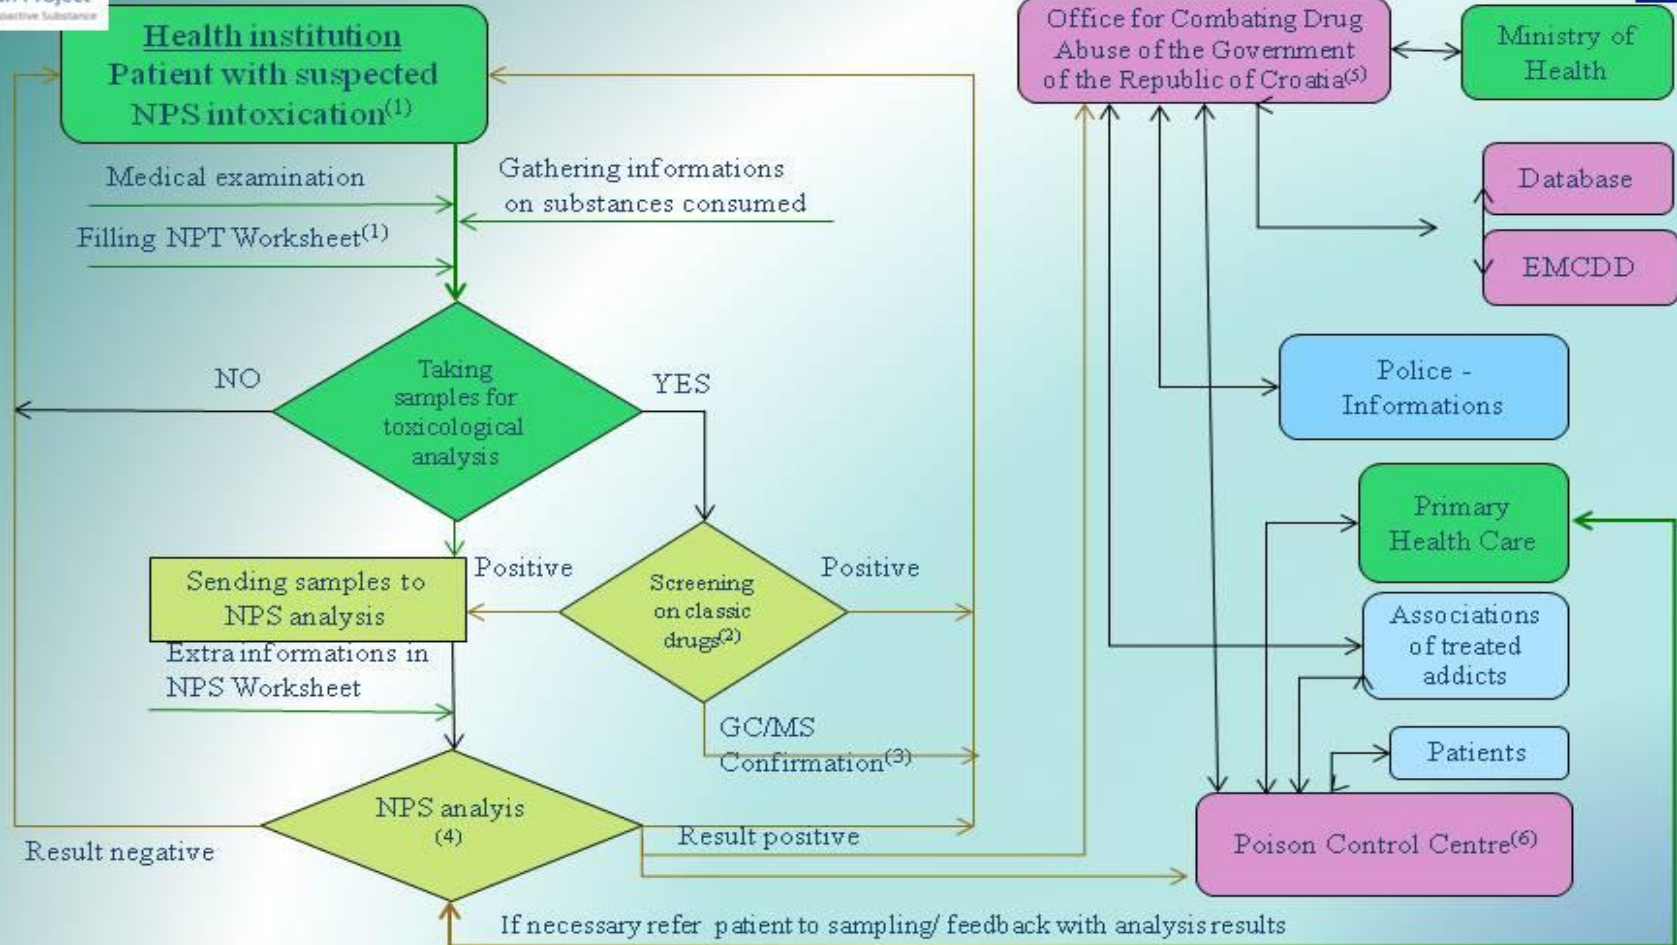 Project
oactive Substance
Health institution
Patient with suspected
NPS intoxication(1)
Medical examination
Gathering informations
on substances consumed
Filling NPT Worksheet(1)
NO
Taking
samples for
toxicological
analysis
YES
Sending samples to
NPS analysis
Positive
Screening
on classic
drugs(2)
Positive
Extra informations in
NPS Worksheet
GC/MS
Confirmation(3)
NPS analyis
(4)
Result negative
Result positive
If necessary refer patient to sampling/ feedback with analysis results
Office for Combating Drug
Abuse of the Government
of the Republic of Croatia(5)
Ministry of
Health
Database
EMCDD
Police -
Informations
Primary
Health Care
Associations
of treated
addicts
Patients
Poison Control Centre(6)